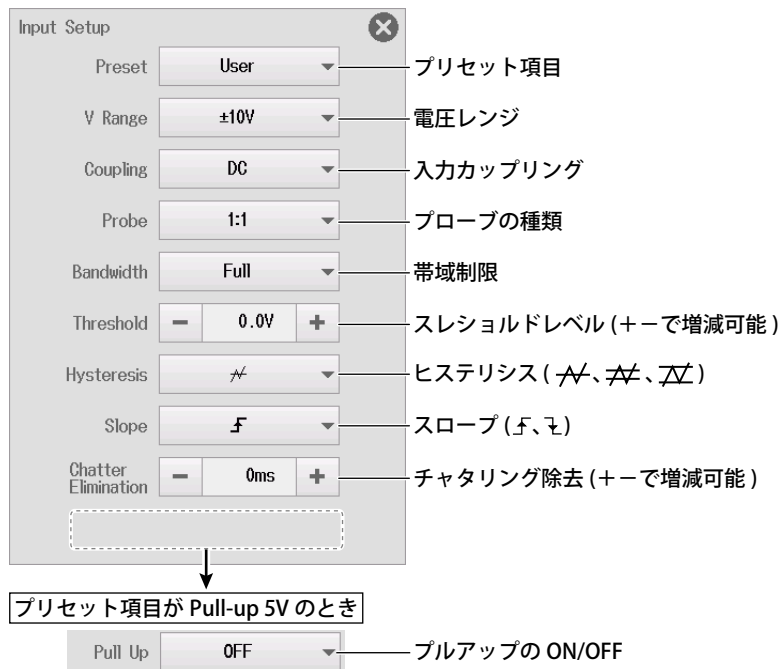 Input Setup
Preset User プリセット項目
V Range ±10V 電圧レンジ
Coupling DC 入力カップリング
Probe 1:1 プローブの種類
Bandwidth Full 帯域制限
Threshold − 0.0V + スレショルドレベル (＋－で増減可能 )
Hysteresis ヒステリシス ( 、 、 )
Slope スロープ ( 、 )
Chatter
Elimination − 0ms + チャタリング除去 (＋－で増減可能 )
プリセット項目が Pull-up 5V のとき
Pull Up OFF プルアップの ON/OFF